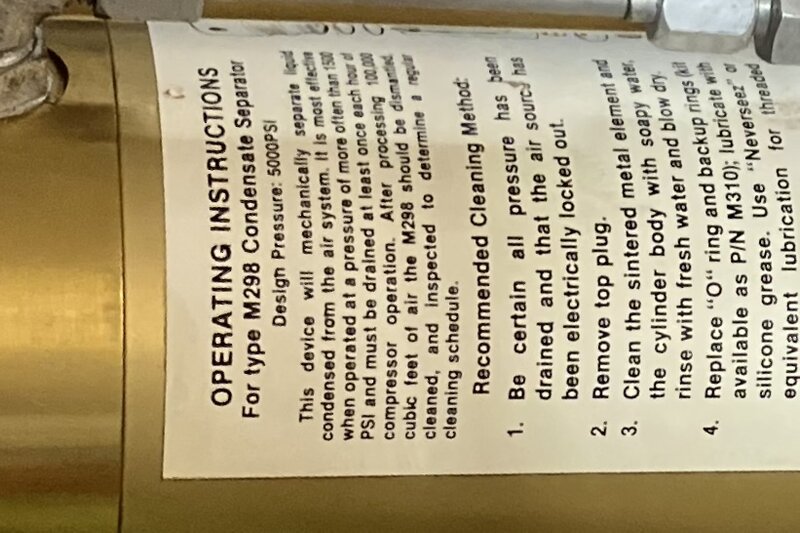 OPERATING INSTRUCTIONS
For type M298 Condensate Separator
Design Pressure: 5000PSI
This device will mechanically separate liquid
condensed from the air system. It is most effective
when operated at a pressure of more often than 1500
PSI and must be drained at least once each hour of
compressor operation. After processing 100,000
cubic feet of air the M298 should be dismantled,
cleaned, and inspected to determine a regular
cleaning schedule.
Recommended Cleaning Method:
1. Be certain all pressure has been
drained and that the air source has
been electrically locked out.
2. Remove top plug.
3. Clean the sintered metal element and
the cylinder body with soapy water,
rinse with fresh water and blow dry.
4. Replace "O" ring and backup rings (kit
available as P/N M310); lubricate with
silicone grease. Use "Neverseez" or
equivalent lubrication for threaded